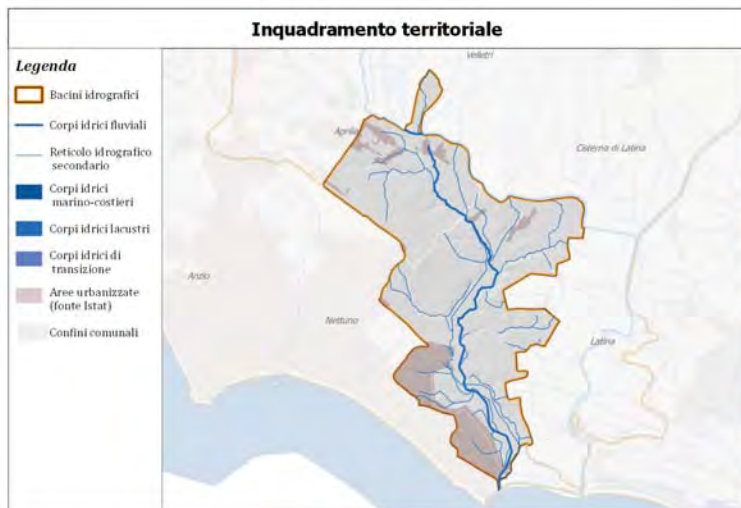 Inquadramento territoriale
Legenda
Bacini idrografici
Corpi idrici fluviali
Reticolo idrografico
secondario
Corpi idrici
marino-costieri
Corpi idrici lacustri
Corpi idrici di
transizione
Aree urbanizzate
(fonte Istat)
Confini comunali
Velletri
Aprilia
Cisterna di Latina
Anzio
Nettuno
Latina